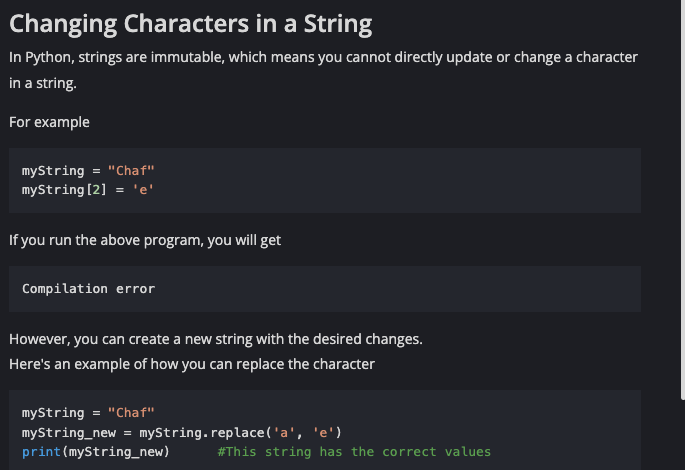 Changing Characters in a String
In Python, strings are immutable, which means you cannot directly update or change a character
in a string.
For example
myString = "Chaf"
myString[2] = 'e'
If you run the above program, you will get
Compilation error
However, you can create a new string with the desired changes.
Here's an example of how you can replace the character
myString = "Chaf"
myString_new = myString.replace('a', 'e')
print(myString_new)      #This string has the correct values